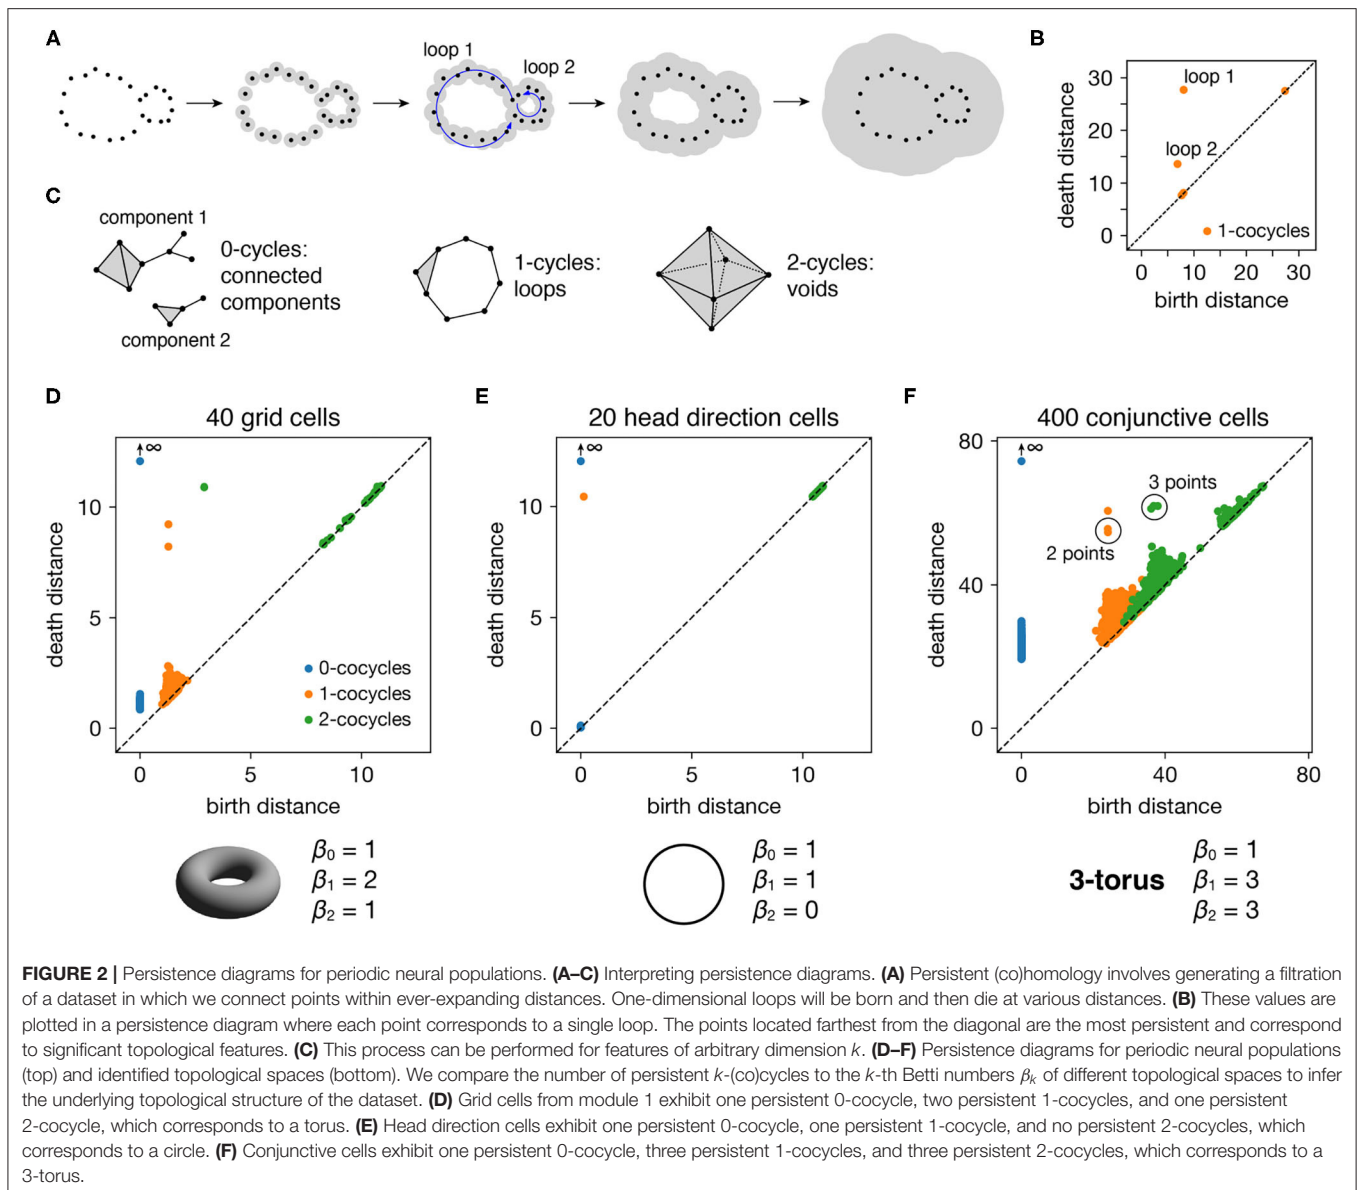 A
loop 1
loop 2
B
30
20
10
0
death distance
loop 1
loop 2
1-cocycles
0
10
20
30
birth distance
C
component 1
component 2
0-cycles:
connected
components
1-cycles:
loops
2-cycles:
voids
D
40 grid cells
∞
10
5
0
death distance
0-cocycles
1-cocycles
2-cocycles
0
5
10
birth distance
β0 = 1
β1 = 2
β2 = 1
E
20 head direction cells
∞
10
5
0
death distance
0
5
10
birth distance
β0 = 1
β1 = 1
β2 = 0
F
400 conjunctive cells
80
∞
3 points
2 points
40
0
death distance
0
40
80
birth distance
3-torus
β0 = 1
β1 = 3
β2 = 3
FIGURE 2 | Persistence diagrams for periodic neural populations. (A–C) Interpreting persistence diagrams. (A) Persistent (co)homology involves generating a filtration
of a dataset in which we connect points within ever-expanding distances. One-dimensional loops will be born and then die at various distances. (B) These values are
plotted in a persistence diagram where each point corresponds to a single loop. The points located farthest from the diagonal are the most persistent and correspond
to significant topological features. (C) This process can be performed for features of arbitrary dimension k. (D–F) Persistence diagrams for periodic neural populations
(top) and identified topological spaces (bottom). We compare the number of persistent k-(co)cycles to the k-th Betti numbers βk of different topological spaces to infer
the underlying topological structure of the dataset. (D) Grid cells from module 1 exhibit one persistent 0-cocycle, two persistent 1-cocycles, and one persistent
2-cocycle, which corresponds to a torus. (E) Head direction cells exhibit one persistent 0-cocycle, one persistent 1-cocycle, and no persistent 2-cocycles, which
corresponds to a circle. (F) Conjunctive cells exhibit one persistent 0-cocycle, three persistent 1-cocycles, and three persistent 2-cocycles, which corresponds to a
3-torus.